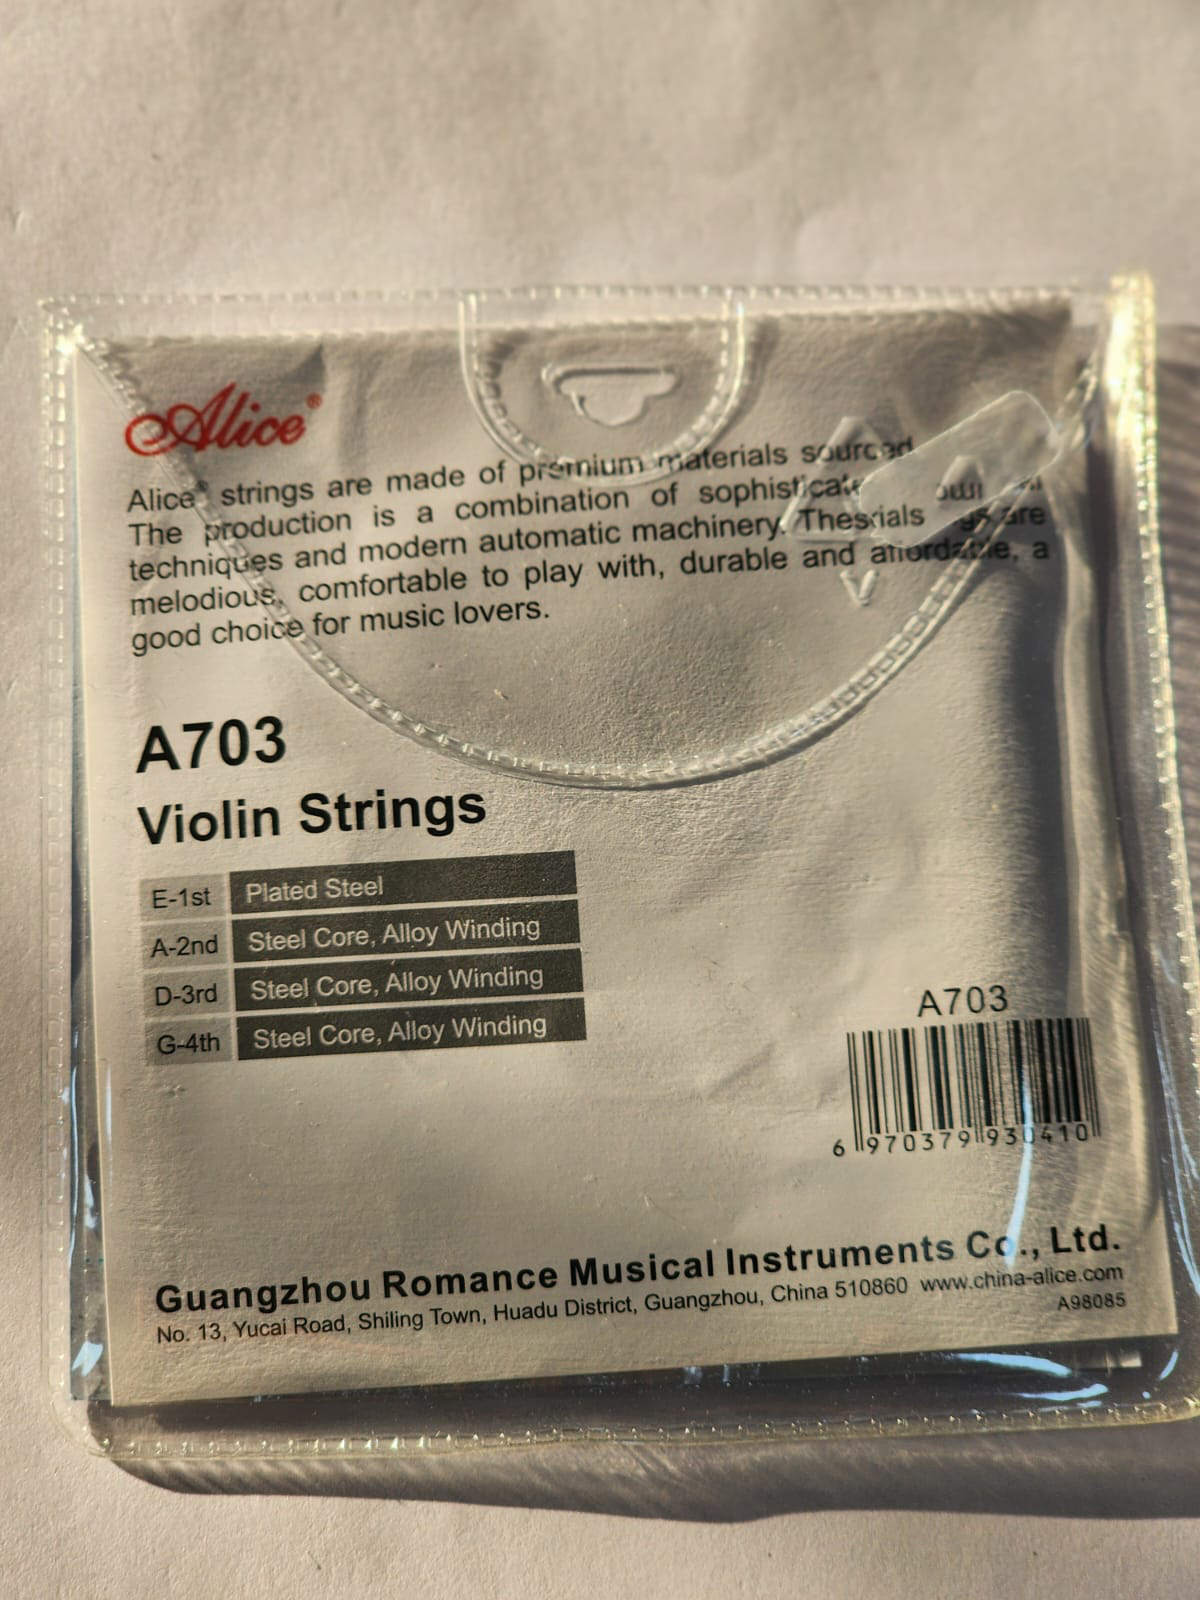 Alice®
Alice® strings are made of premium materials sourced
The production is a combination of
techniques and modern automatic machinery.
melodious, comfortable to play with, durable and affordable, a
good choice for music lovers.
A703
Violin Strings
E-1st Plated Steel
A-2nd Steel Core, Alloy Winding
D-3rd Steel Core, Alloy Winding
G-4th Steel Core, Alloy Winding
A703
6 970379 930410
Guangzhou Romance Musical Instruments Co., Ltd.
No. 13, Yucai Road, Shiling Town, Huadu District, Guangzhou, China 510860 www.china-alice.com
A98085